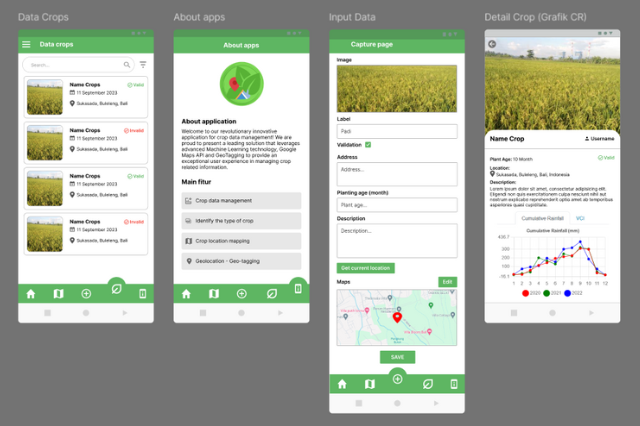 Data Crops
Data crops
Search...
Name Crops
Valid
11 September 2023
Sukasada, Buleleng, Bali
Name Crops
Invalid
11 September 2023
Sukasada, Buleleng, Bali
Name Crops
Valid
11 September 2023
Sukasada, Buleleng, Bali
Name Crops
Invalid
11 September 2023
Sukasada, Buleleng, Bali
About apps
About apps
About application
Welcome to our revolutionary innovative
application for crop data management! We are
proud to present a leading solution that leverages
advanced Machine Learning technology, Google
Maps API and GeoTagging to provide an
exceptional user experience in managing crop
related information.
Main fitur
Crop data management
Identify the type of crop
Crop location mapping
Geolocation - Geo-tagging
Input Data
Capture page
Image
Label
Padi
Validation
Address
Address...
Planting age (month)
Plant age...
Description
Description...
Get current location
Maps
Edit
SAVE
Detail Crop (Grafik CR)
Name Crop
Username
Plant Age: 10 Month
Valid
Location:
Sukasada, Buleleng, Bali, Indonesia
Description:
Lorem ipsum dolor sit amet, consectetur adipiscing elit.
Eligendi non quis exercitationem culpa nesciunt nihil aut
nostrum explicabo reprehenderit optio amet ab temporibus
asperiores quasi cupiditate.
Cumulative Rainfall
VCI
Cumulative Rainfall (mm)
300
200
100
1 2 3 4 5 6 7 8 9 10 11 12
2020 2021 2022